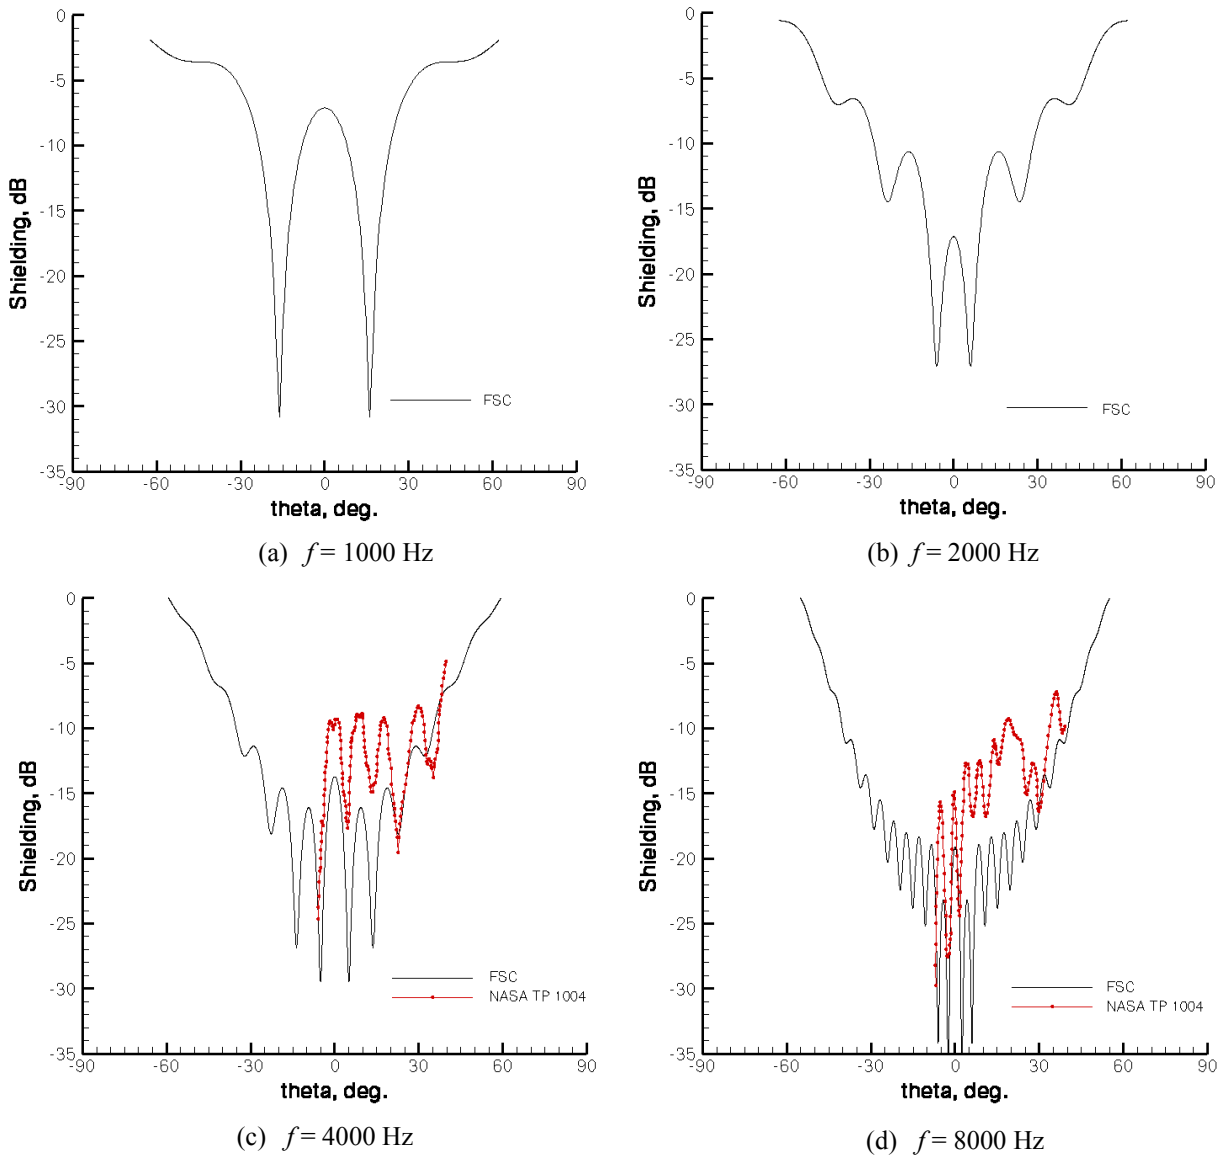 0
-5
-10
-15
-20
-25
-30
-35
Shielding, dB
-90 -60 -30 0 30 60 90
theta, deg.
FSC
(a) f = 1000 Hz
0
-5
-10
-15
-20
-25
-30
-35
Shielding, dB
-90 -60 -30 0 30 60 90
theta, deg.
FSC
(b) f = 2000 Hz
0
-5
-10
-15
-20
-25
-30
-35
Shielding, dB
-90 -60 -30 0 30 60 90
theta, deg.
FSC
NASA TP 1004
(c) f = 4000 Hz
0
-5
-10
-15
-20
-25
-30
-35
Shielding, dB
-90 -60 -30 0 30 60 90
theta, deg.
FSC
NASA TP 1004
(d) f = 8000 Hz